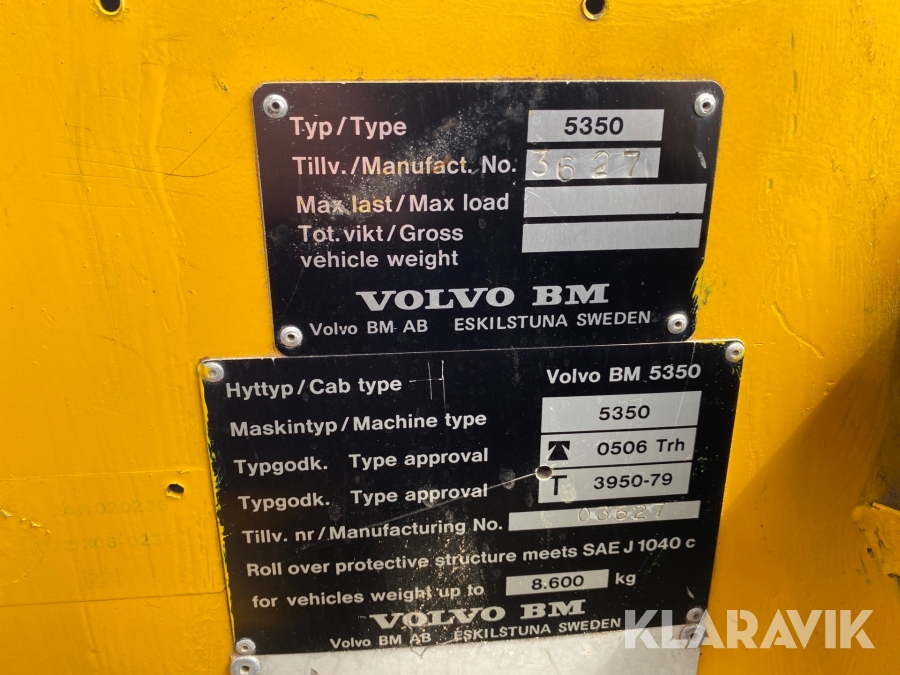 Typ/Type 5350
Tillv./Manufact. No. 3627
Max last/Max load
Tot. vikt/Gross
vehicle weight
VOLVO BM
Volvo BM AB ESKILSTUNA SWEDEN
Hyttyp/Cab type Volvo BM 5350
Maskintyp/Machine type 5350
Typgodk. Type approval 0506 Trh
Typgodk. Type approval T 3950-79
Tillv. nr/Manufacturing No. 03627
Roll over protective structure meets SAE J 1040 c
for vehicles weight up to 8.600 kg
VOLVO BM
Volvo BM AB ESKILSTUNA SWEDEN
KLARAVIK